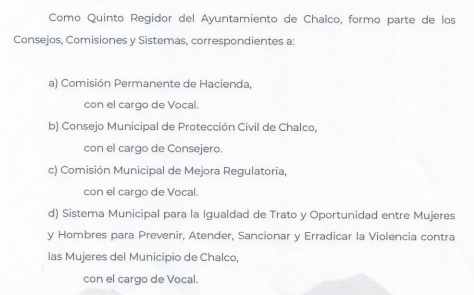 Como Quinto Regidor del Ayuntamiento de Chalco, formo parte de los
Consejos, Comisiones y Sistemas, correspondientes a:
a) Comisión Permanente de Hacienda,
con el cargo de Vocal.
b) Consejo Municipal de Protección Civil de Chalco,
con el cargo de Consejero.
c) Comisión Municipal de Mejora Regulatoria,
con el cargo de Vocal.
d) Sistema Municipal para la Igualdad de Trato y Oportunidad entre Mujeres
y Hombres para Prevenir, Atender, Sancionar y Erradicar la Violencia contra
las Mujeres del Municipio de Chalco,
con el cargo de Vocal.